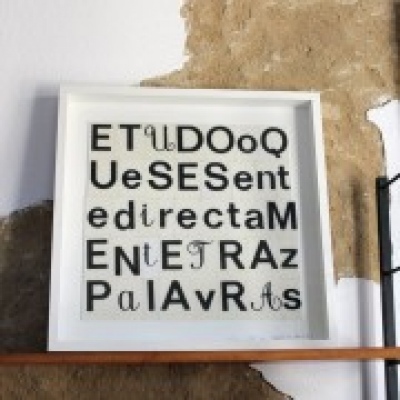 ETUDOoQ
UeSESent
edirectaM
ENtETRAz
PalAvRAs